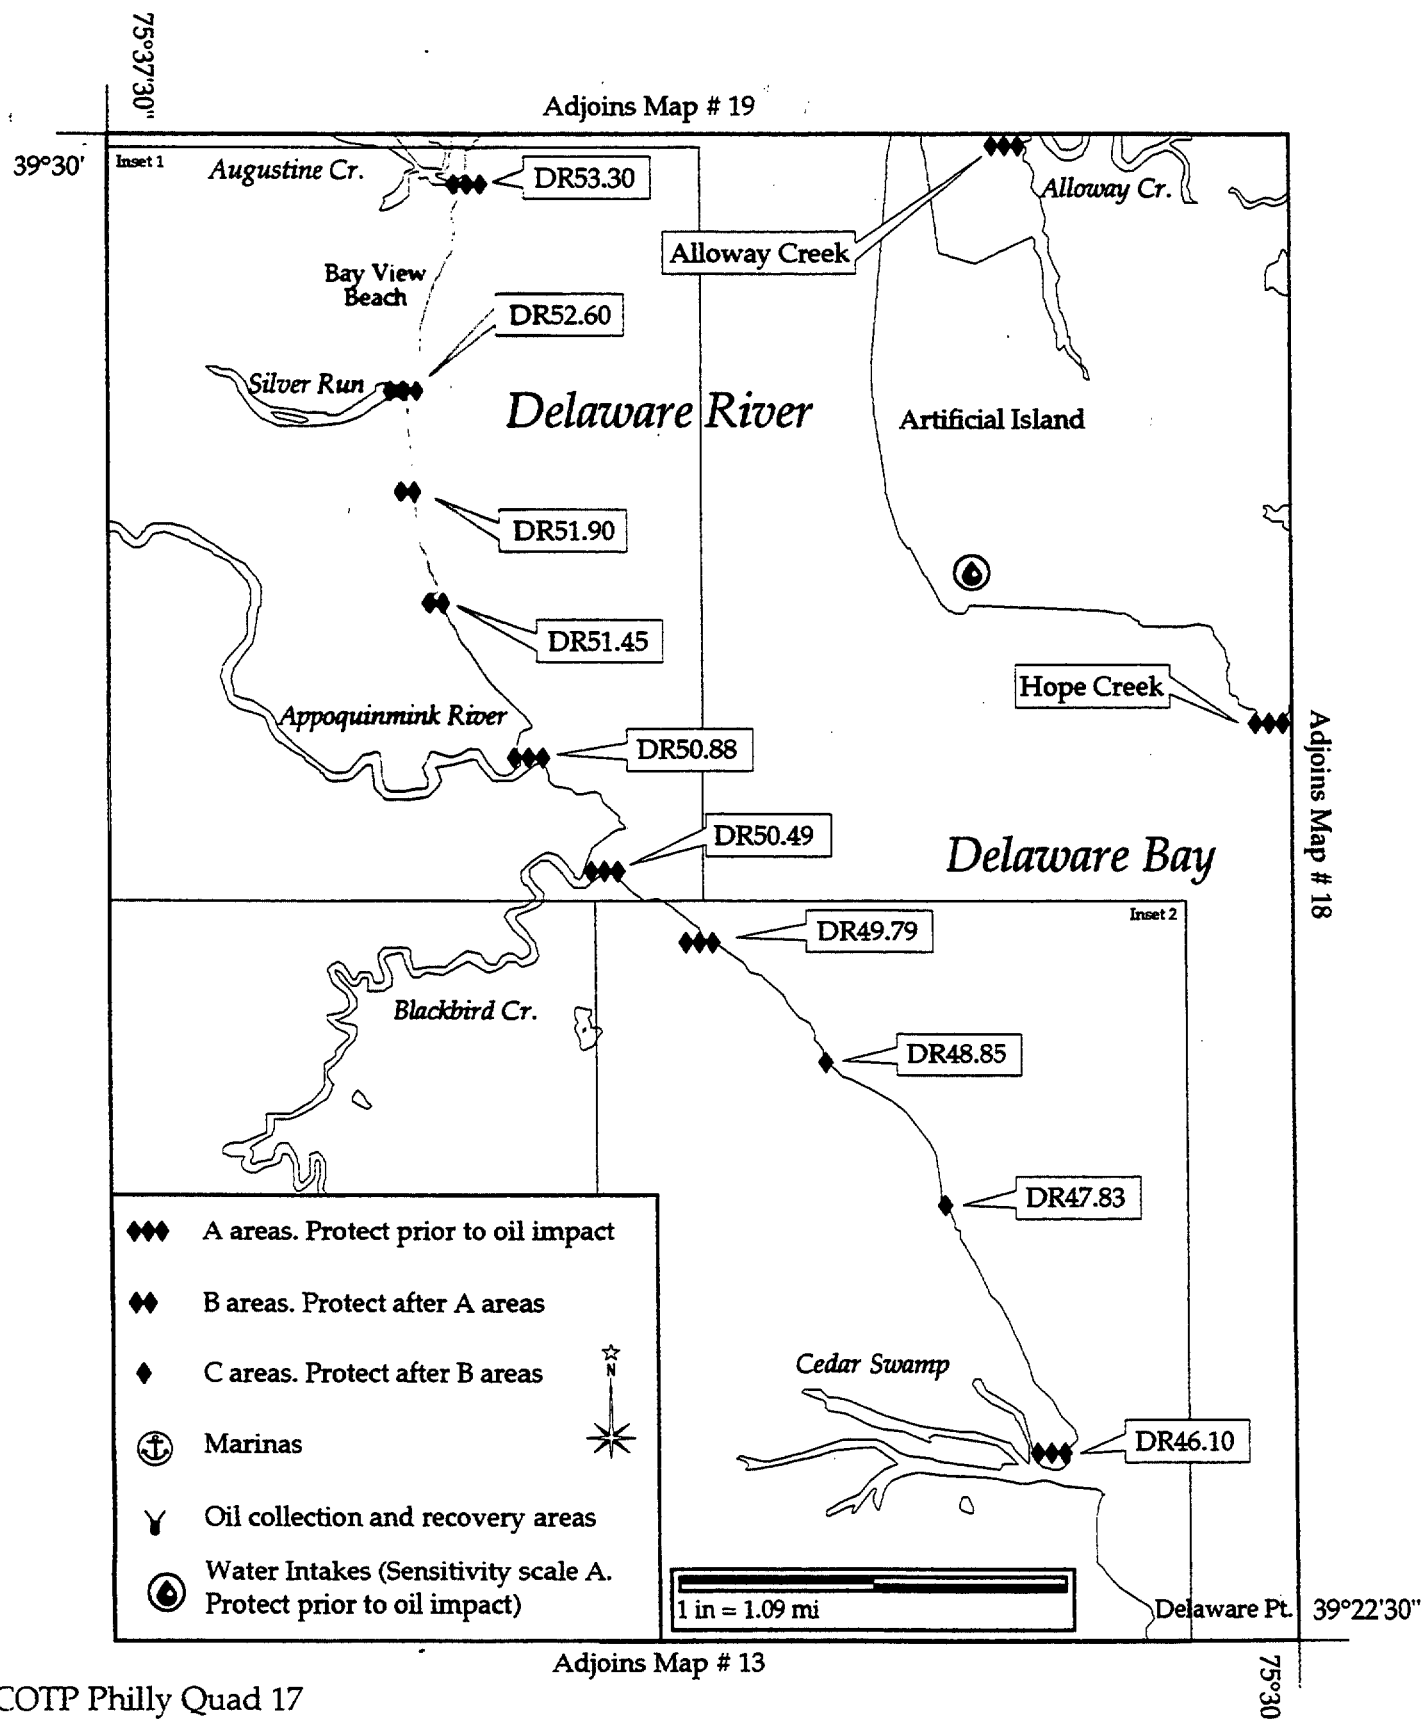 75°37'30"
Adjoins Map # 19
39°30'
Inset 1
Augustine Cr.
DR53.30
Alloway Cr.
Alloway Creek
Bay View
Beach
DR52.60
Silver Run
Delaware River
Artificial Island
DR51.90
DR51.45
Hope Creek
Appoquinmink River
DR50.88
Adjoins Map # 18
DR50.49
Delaware Bay
Inset 2
DR49.79
Blackbird Cr.
DR48.85
DR47.83
A areas. Protect prior to oil impact
B areas. Protect after A areas
C areas. Protect after B areas
N
Marinas
Oil collection and recovery areas
Water Intakes (Sensitivity scale A.
Protect prior to oil impact)
Cedar Swamp
DR46.10
1 in = 1.09 mi
Delaware Pt.
39°22'30"
Adjoins Map # 13
75°30
COTP Philly Quad 17